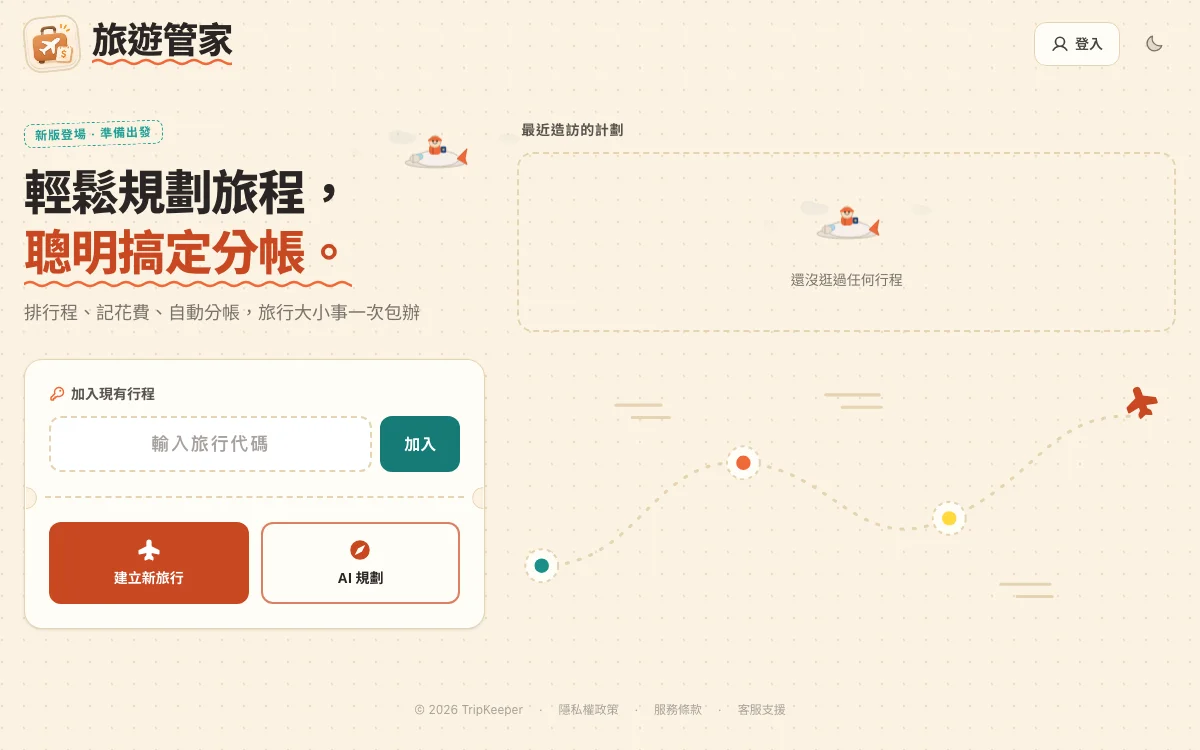 旅遊管家
登入
新版登場 · 準備出發
輕鬆規劃旅程，
聰明搞定分帳。
排行程、記花費、自動分帳，旅行大小事一次包辦
加入現有行程
輸入旅行代碼
加入
建立新旅行
AI 規劃
最近造訪的計劃
還沒逛過任何行程
© 2026 TripKeeper · 隱私權政策 · 服務條款 · 客服支援